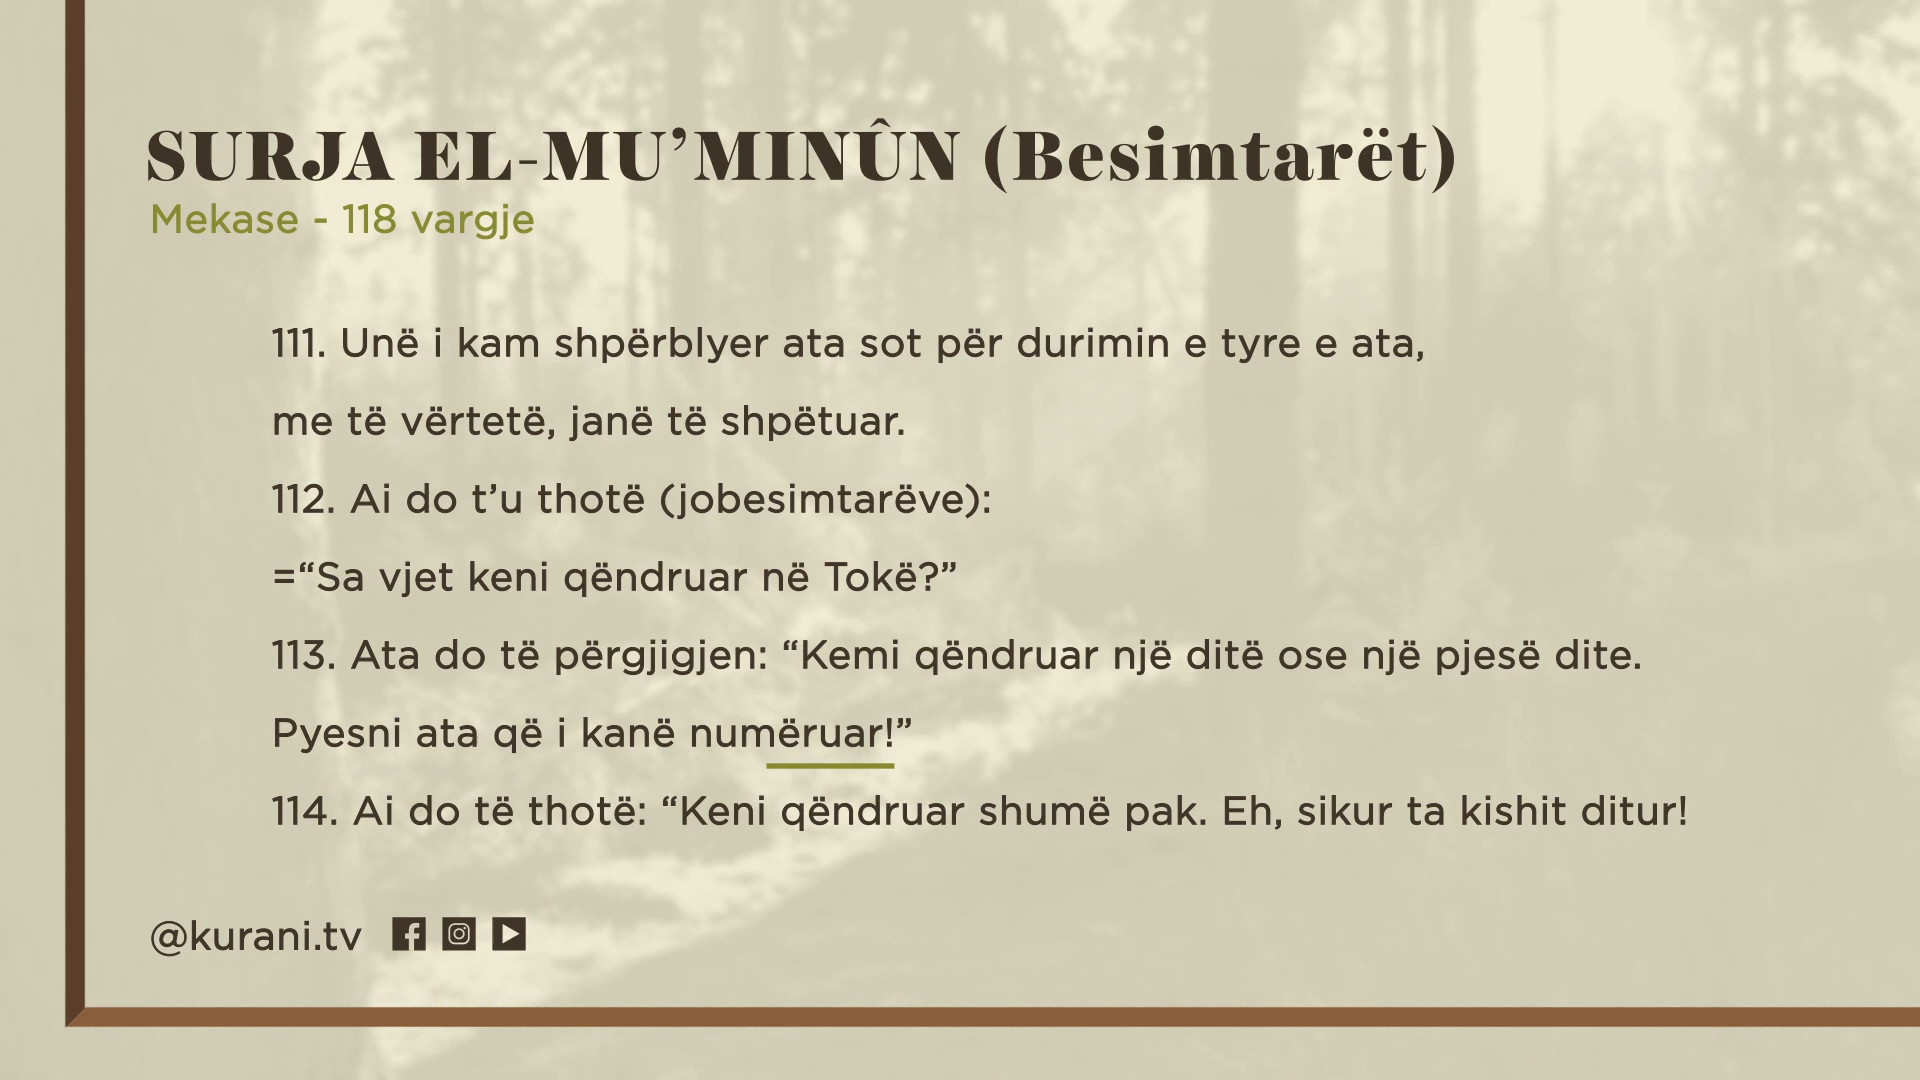 SURJA EL-MU’MINÛN (Besimtarët)
Mekase - 118 vargje
111. Unë i kam shpërblyer ata sot për durimin e tyre e ata,
me të vërtetë, janë të shpëtuar.
112. Ai do t’u thotë (jobesimtarëve):
=“Sa vjet keni qëndruar në Tokë?”
113. Ata do të përgjigjen: “Kemi qëndruar një ditë ose një pjesë dite.
Pyesni ata që i kanë numëruar!”
114. Ai do të thotë: “Keni qëndruar shumë pak. Eh, sikur ta kishit ditur!
@kurani.tv